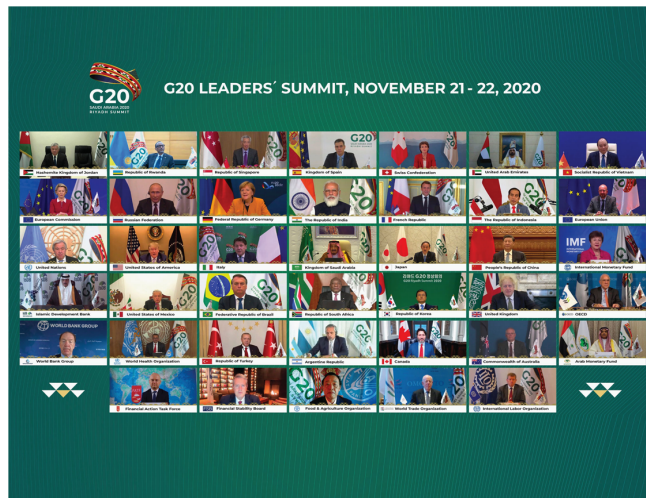 G20
SAUDI ARABIA 2020
RIYADH SUMMIT
G20 LEADERS´ SUMMIT, NOVEMBER 21 - 22, 2020
Hashemite Kingdom of Jordan
Republic of Rwanda
Republic of Singapore
Kingdom of Spain
Swiss Confederation
United Arab Emirates
Socialist Republic of Vietnam
European Commission
Russian Federation
Federal Republic of Germany
The Republic of India
French Republic
The Republic of Indonesia
European Union
United Nations
United States of America
Italy
Kingdom of Saudi Arabia
Japan
People's Republic of China
IMF
International Monetary Fund
Islamic Development Bank
United States of Mexico
Federative Republic of Brazil
Republic of South Africa
Republic of Korea
United Kingdom
OECD
WORLD BANK GROUP
World Bank Group
World Health Organization
Republic of Turkey
Argentine Republic
Canada
Commonwealth of Australia
Arab Monetary Fund
Financial Action Task Force
Financial Stability Board
Food & Agriculture Organization
World Trade Organization
International Labor Organization